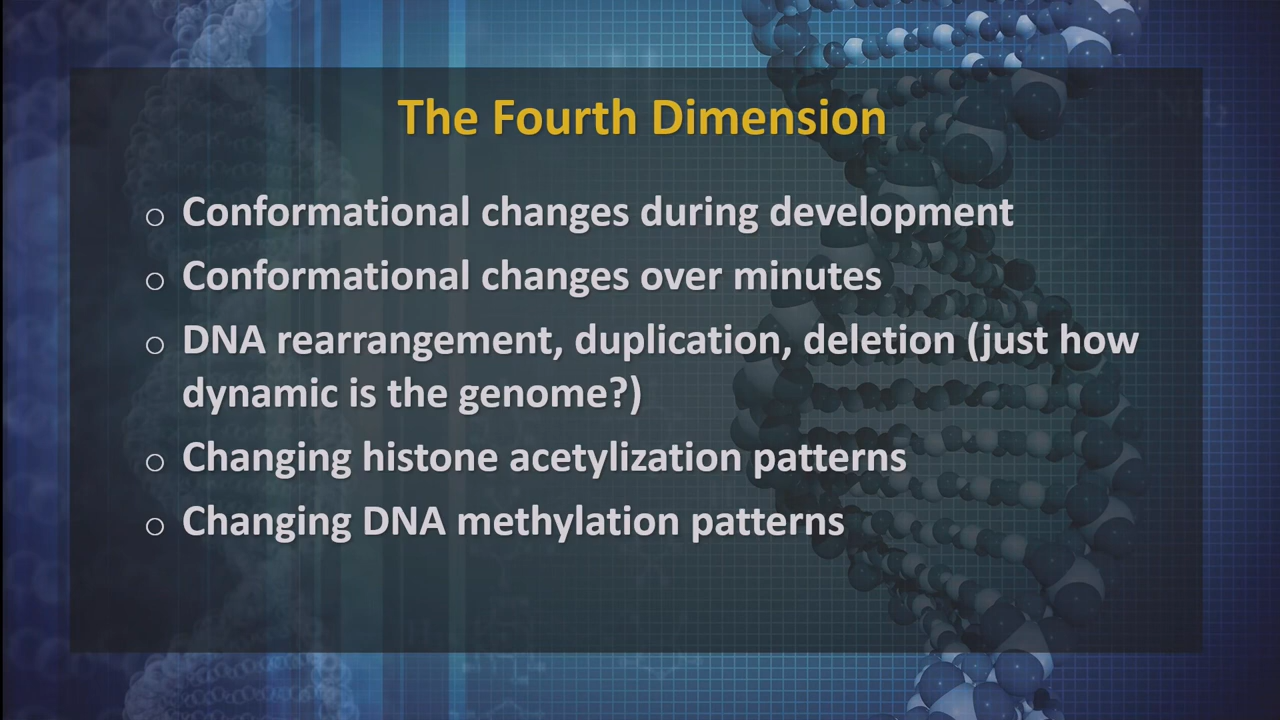 The Fourth Dimension
o Conformational changes during development
o Conformational changes over minutes
o DNA rearrangement, duplication, deletion (just how
dynamic is the genome?)
o Changing histone acetylization patterns
o Changing DNA methylation patterns